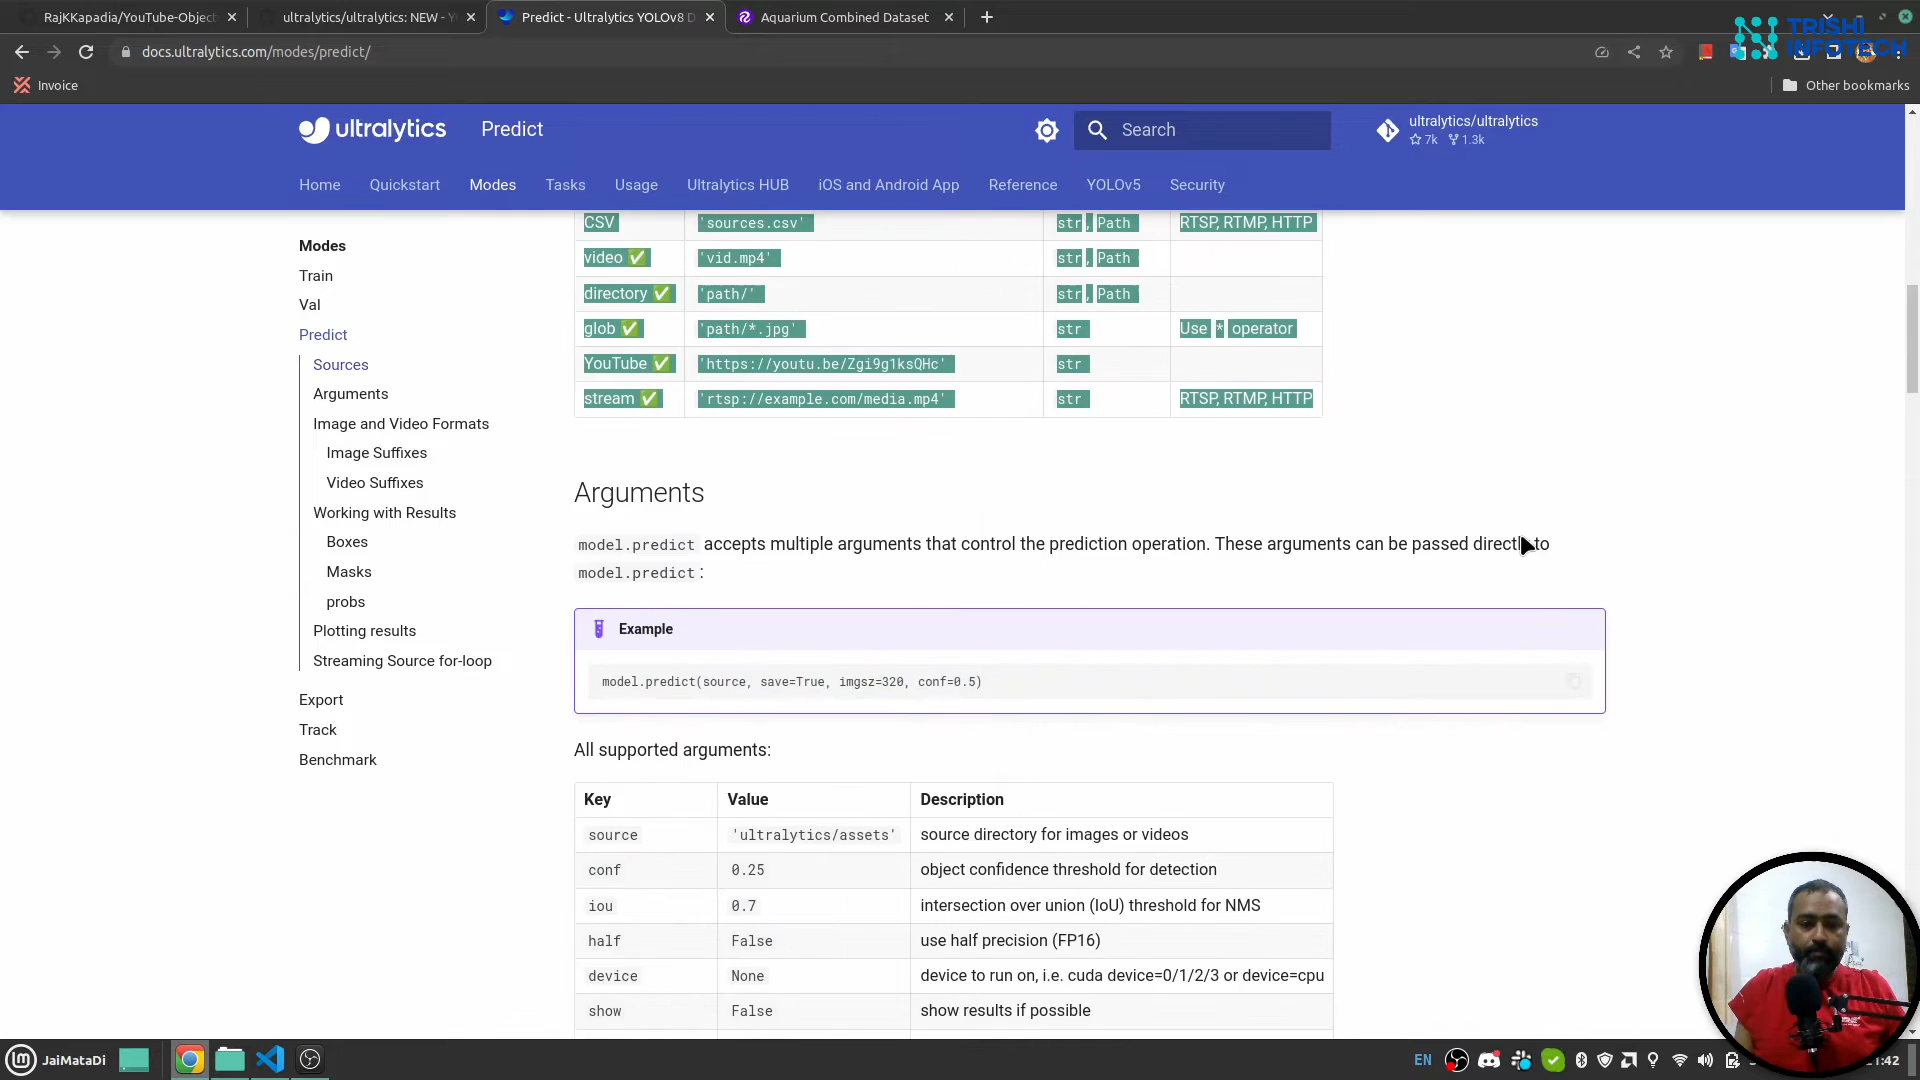 RajKKapadia/YouTube-Object
ultralytics/ultralytics: NEW - Y
Predict - Ultralytics YOLOv8 D
Aquarium Combined Dataset
docs.ultralytics.com/modes/predict/
TRISHI
INFOTECH
Invoice
Other bookmarks
ultralytics
Predict
Search
ultralytics/ultralytics
7k 1.3k
Home Quickstart Modes Tasks Usage Ultralytics HUB iOS and Android App Reference YOLOv5 Security
Modes
Train
Val
Predict
Sources
Arguments
Image and Video Formats
Image Suffixes
Video Suffixes
Working with Results
Boxes
Masks
probs
Plotting results
Streaming Source for-loop
Export
Track
Benchmark
CSV 'sources.csv' str, Path RTSP, RTMP, HTTP
video ✅ 'vid.mp4' str, Path
directory ✅ 'path/' str, Path
glob ✅ 'path/*.jpg' str Use * operator
YouTube ✅ 'https://youtu.be/Zgi9g1ksQHc' str
stream ✅ 'rtsp://example.com/media.mp4' str RTSP, RTMP, HTTP
Arguments
model.predict accepts multiple arguments that control the prediction operation. These arguments can be passed directly to
model.predict:
Example
model.predict(source, save=True, imgsz=320, conf=0.5)
All supported arguments:
Key Value Description
source 'ultralytics/assets' source directory for images or videos
conf 0.25 object confidence threshold for detection
iou 0.7 intersection over union (IoU) threshold for NMS
half False use half precision (FP16)
device None device to run on, i.e. cuda device=0/1/2/3 or device=cpu
show False show results if possible
JaiMataDi
EN
:42